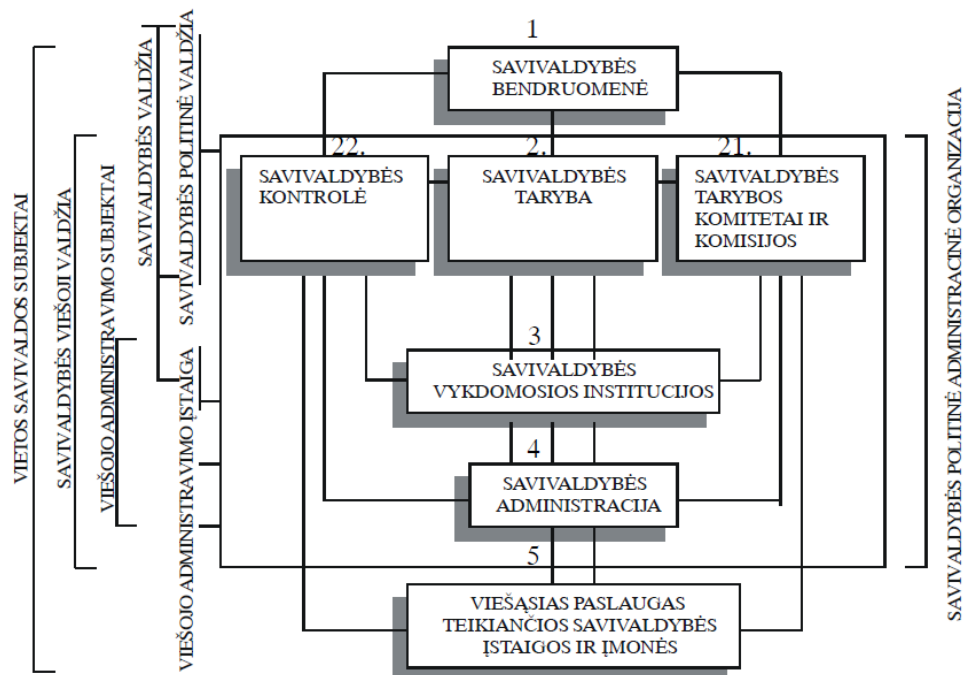 VIETOS SAVIVALDOS SUBJEKTAI
SAVIVALDYBĖS VIEŠOJI VALDŽIA
VIEŠOJO ADMINISTRAVIMO SUBJEKTAI
SAVIVALDYBĖS VALDŽIA
SAVIVALDYBĖS POLITINĖ VALDŽIA
VIEŠOJO ADMINISTRAVIMO ĮSTAIGA
1
SAVIVALDYBĖS
BENDRUOMENĖ
22.
SAVIVALDYBĖS
KONTROLĖ
2.
SAVIVALDYBĖS
TARYBA
21.
SAVIVALDYBĖS
TARYBOS
KOMITETAI IR
KOMISIJOS
3
SAVIVALDYBĖS
VYKDOMOSIOS INSTITUCIJOS
4
SAVIVALDYBĖS
ADMINISTRACIJA
5
VIEŠĄSIAS PASLAUGAS
TEIKIANČIOS SAVIVALDYBĖS
ĮSTAIGOS IR ĮMONĖS
SAVIVALDYBĖS POLITINĖ ADMINISTRACINĖ ORGANIZACIJA